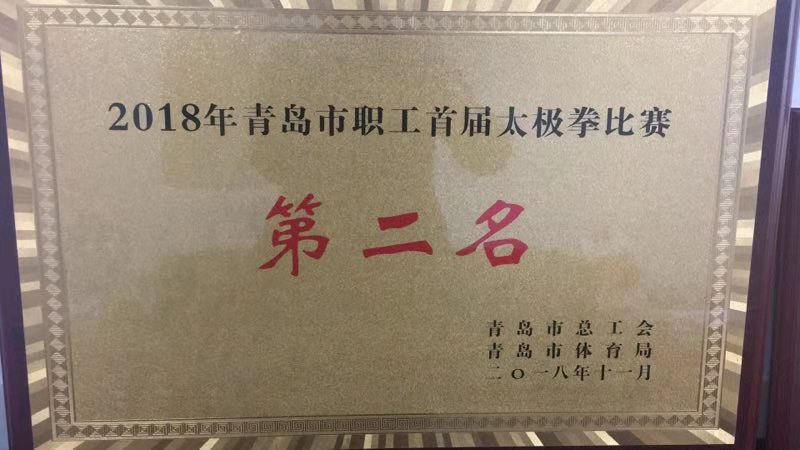 2018年青岛市职工首届太极拳比赛
第二名
青岛市总工会
青岛市体育局
二〇一八年十一月